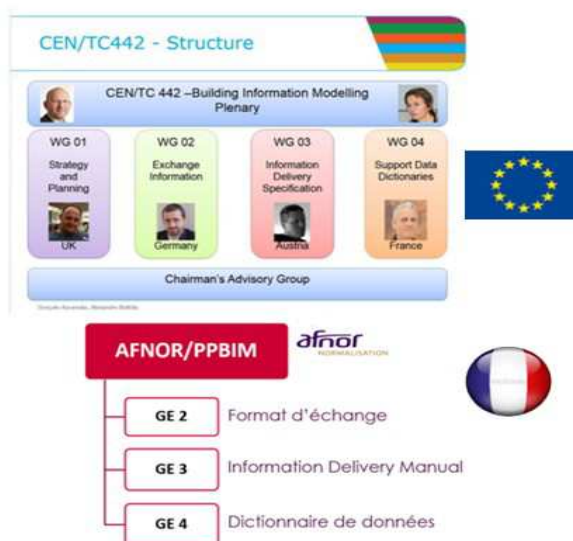 CEN/TC442 - Structure
CEN/TC 442 –Building Information Modelling
Plenary
WG 01
Strategy
and
Planning
UK
WG 02
Exchange
Information
Germany
WG 03
Information
Delivery
Specification
Austria
WG 04
Support Data
Dictionaries
France
Chairman's Advisory Group
AFNOR/PPBIM
afnor
NORMALISATION
GE 2
Format d'échange
GE 3
Information Delivery Manual
GE 4
Dictionnaire de données